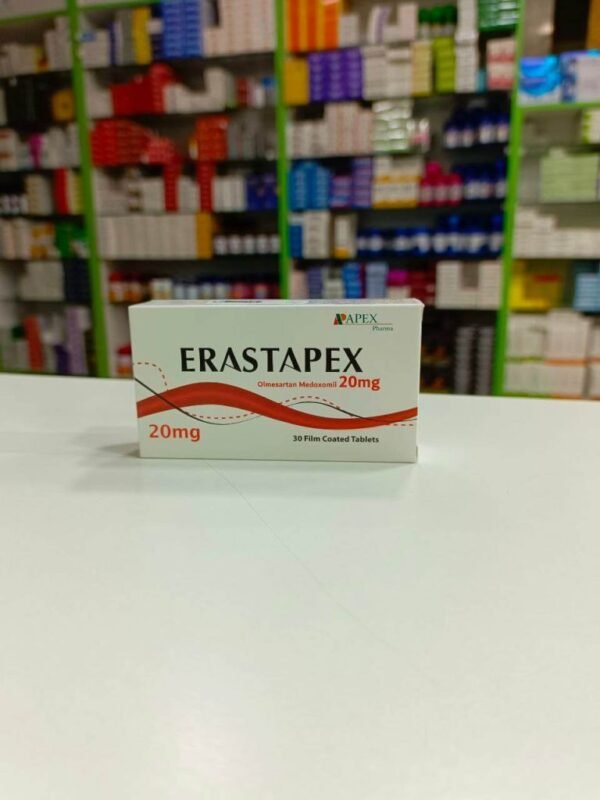 APEX
Pharma
ERASTAPEX
Olmesartan Medoxomil 20mg
20mg
30 Film Coated Tablets